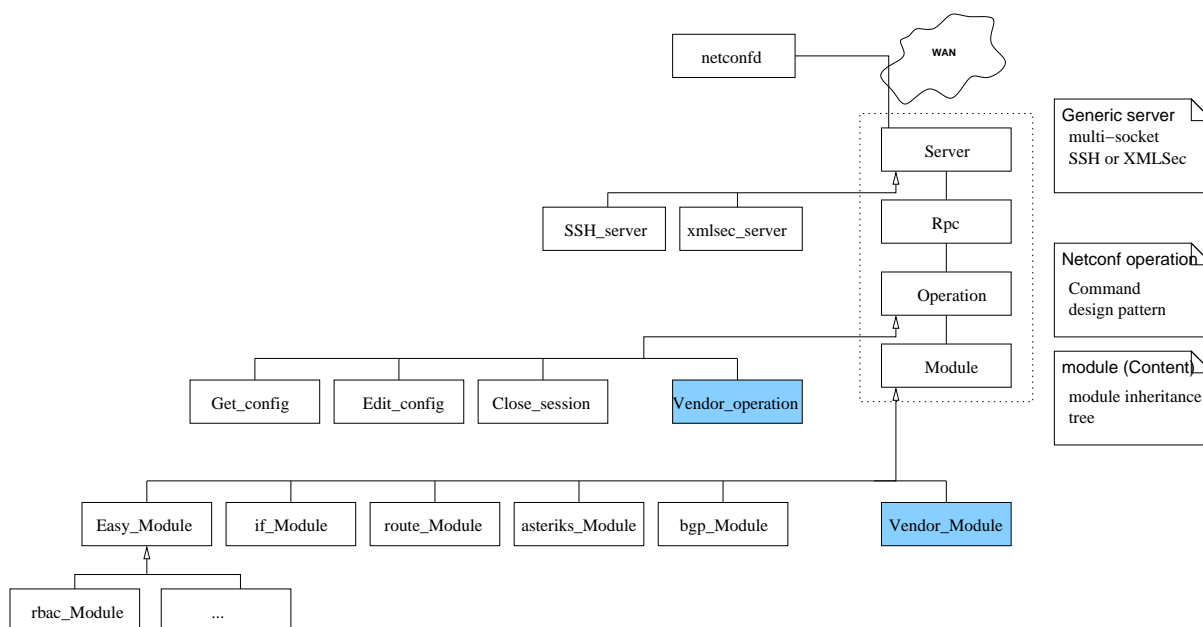 WAN
netconfd
Generic server
multi−socket
SSH or XMLSec
Server
SSH_server
xmlsec_server
Rpc
Netconf operation
Command
design pattern
Operation
Module
module (Content)
module inheritance
tree
Get_config
Edit_config
Close_session
Vendor_operation
Easy_Module
if_Module
route_Module
asteriks_Module
bgp_Module
Vendor_Module
rbac_Module
...